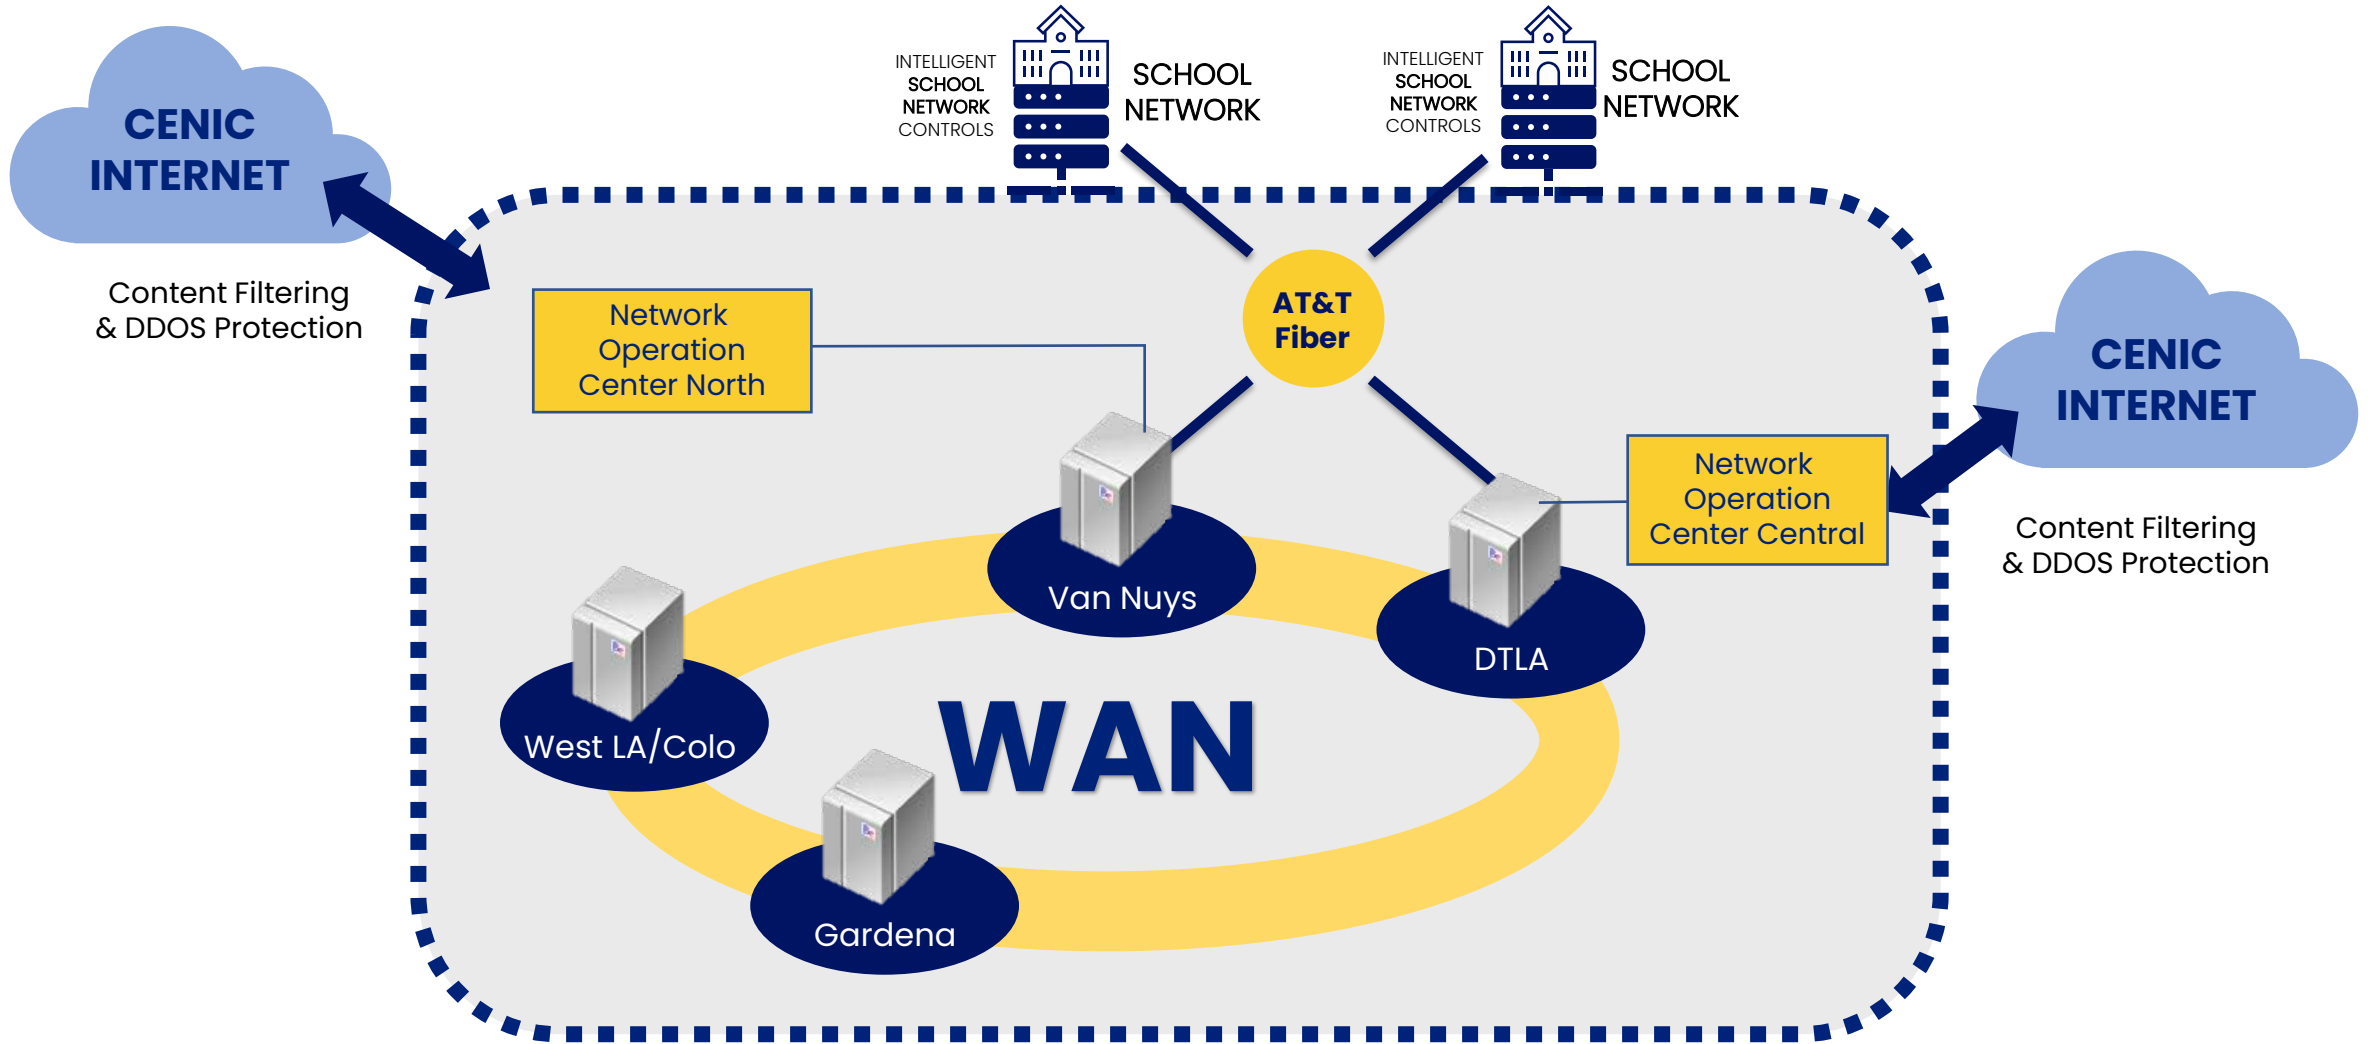 CENIC
INTERNET
Content Filtering
& DDOS Protection
INTELLIGENT
SCHOOL
NETWORK
CONTROLS
SCHOOL
NETWORK
INTELLIGENT
SCHOOL
NETWORK
CONTROLS
SCHOOL
NETWORK
AT&T
Fiber
Network
Operation
Center North
CENIC
INTERNET
Content Filtering
& DDOS Protection
Network
Operation
Center Central
Van Nuys
DTLA
West LA/Colo
WAN
Gardena